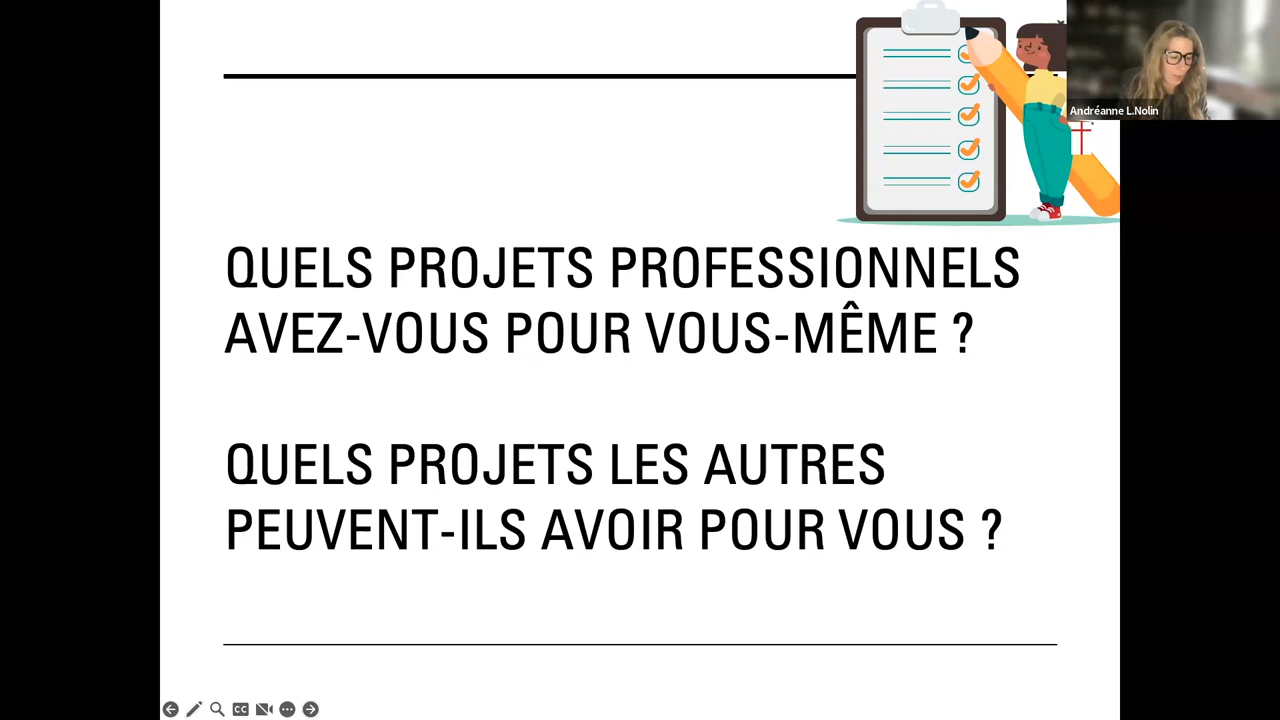 Andréanne L.Nolin
QUELS PROJETS PROFESSIONNELS
AVEZ-VOUS POUR VOUS-MÊME ?
QUELS PROJETS LES AUTRES
PEUVENT-ILS AVOIR POUR VOUS ?
CC